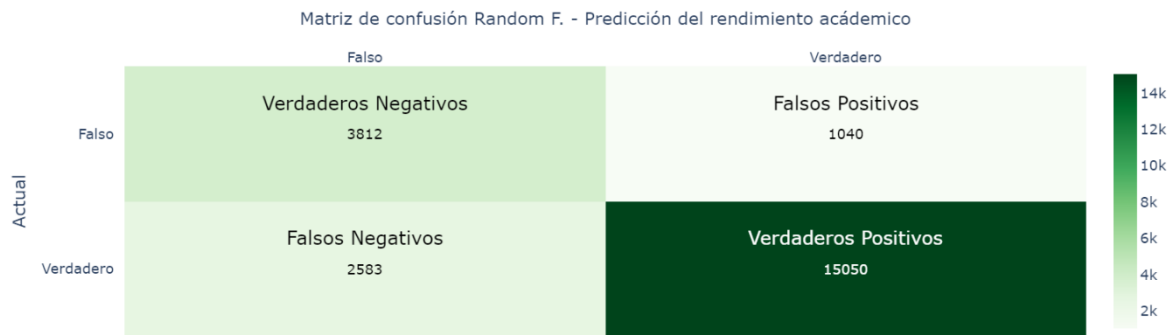 Matriz de confusión Random F. - Predicción del rendimiento acádemico
Falso Verdadero
Falso
Verdaderos Negativos
3812
Falsos Positivos
1040
Actual
Verdadero
Falsos Negativos
2583
Verdaderos Positivos
15050
14k
12k
10k
8k
6k
4k
2k